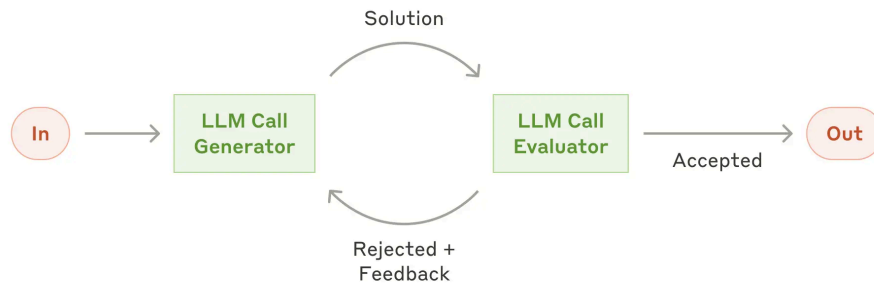 Solution
In
LLM Call
Generator
LLM Call
Evaluator
Out
Accepted
Rejected +
Feedback